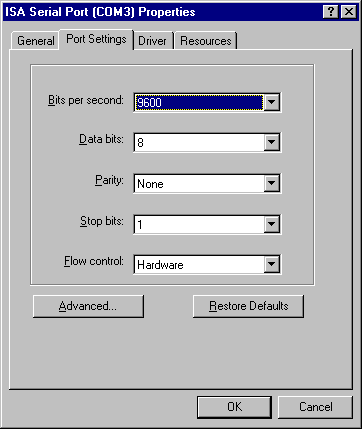 ISA Serial Port (COM3) Properties
General Port Settings Driver Resources
Bits per second: 9600
Data bits: 8
Parity: None
Stop bits: 1
Flow control: Hardware
Advanced... Restore Defaults
OK Cancel